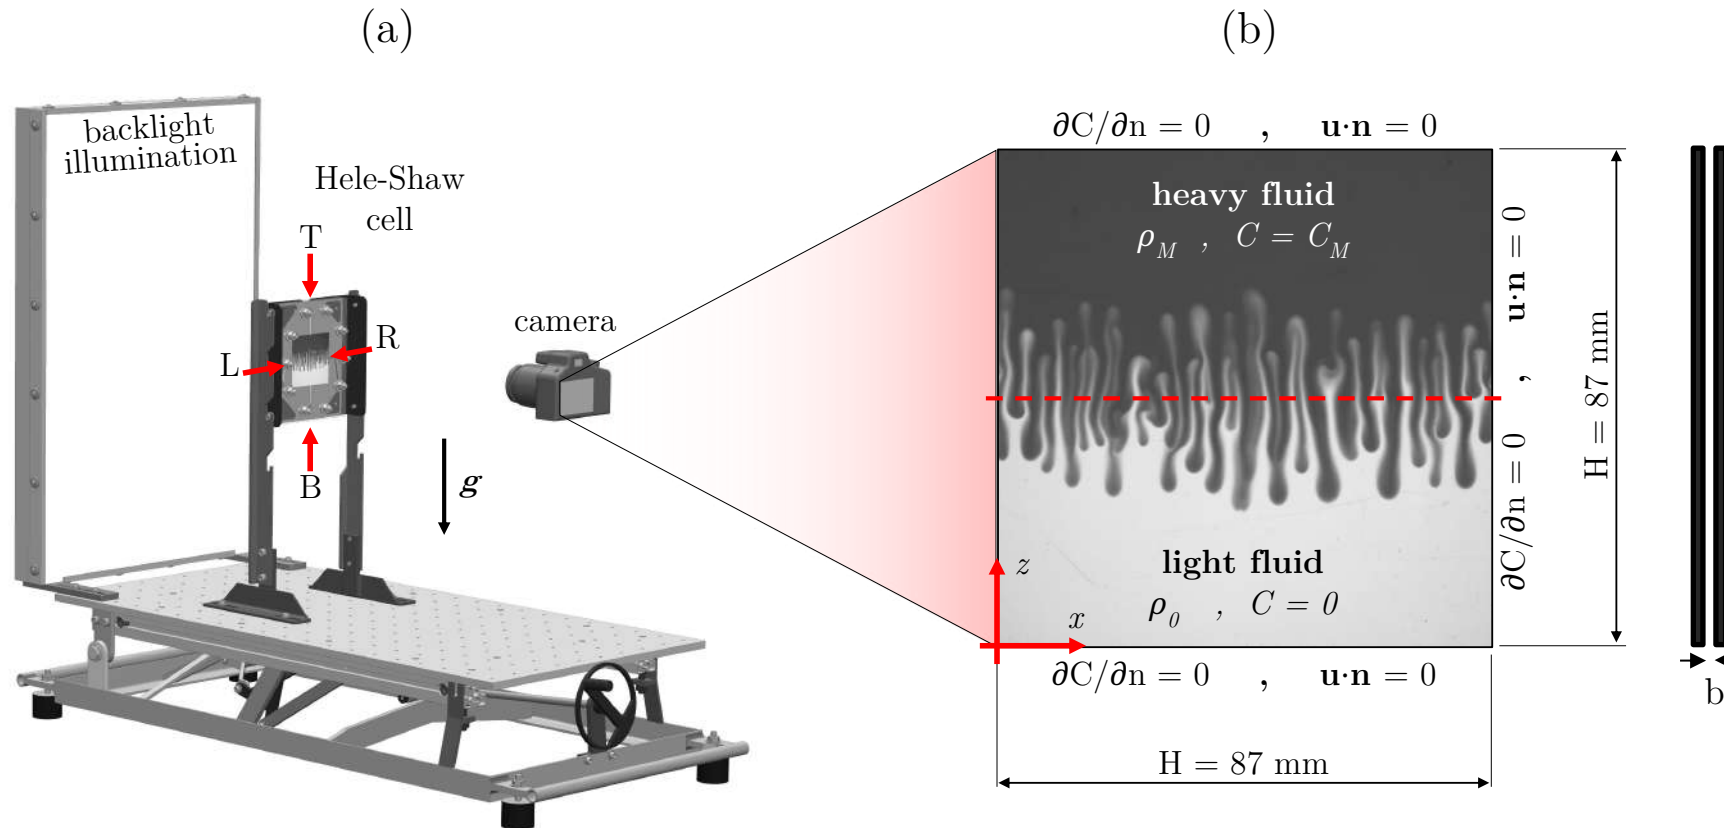 (a)
backlight
illumination
Hele-Shaw
cell
T
R
L
B
camera
g
(b)
∂C/∂n = 0 , u·n = 0
heavy fluid
ρ_M , C = C_M
light fluid
ρ_0 , C = 0
z
x
∂C/∂n = 0 , u·n = 0
∂C/∂n = 0 , u·n = 0
H = 87 mm
H = 87 mm
b